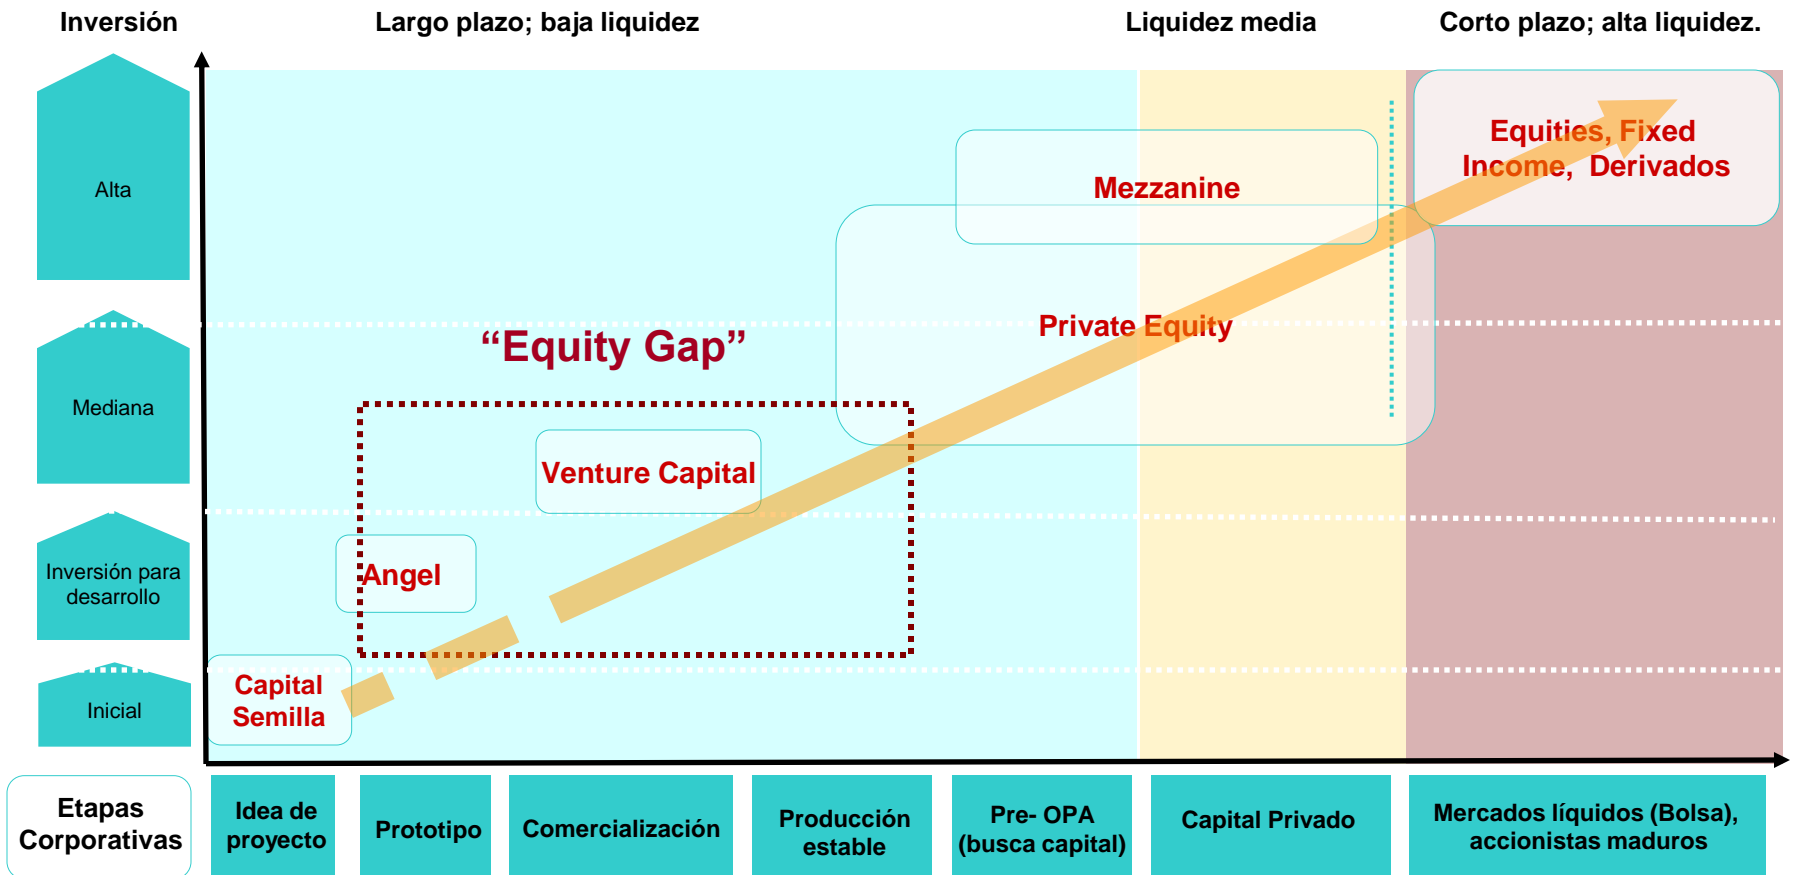 Inversión
Largo plazo; baja liquidez
Liquidez media
Corto plazo; alta liquidez.
Alta
Equities, Fixed
Income, Derivados
Mezzanine
Private Equity
“Equity Gap”
Mediana
Venture Capital
Inversión para
desarrollo
Angel
Inicial
Capital
Semilla
Etapas
Corporativas
Idea de
proyecto
Prototipo
Comercialización
Producción
estable
Pre- OPA
(busca capital)
Capital Privado
Mercados líquidos (Bolsa),
accionistas maduros